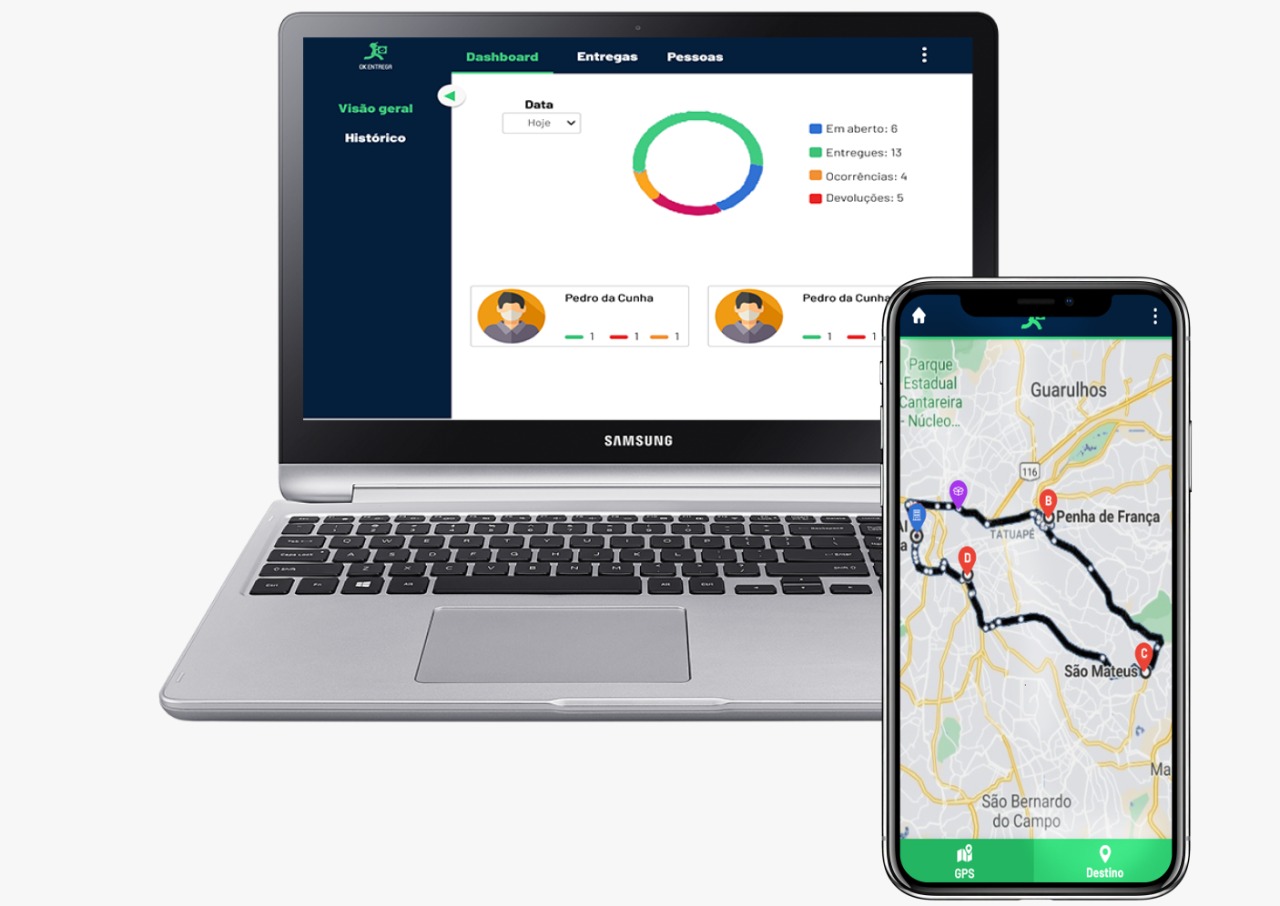 OK ENTREGA
Dashboard
Entregas
Pessoas
Visão geral
Histórico
Data
Hoje
Em aberto: 6
Entregues: 13
Ocorrências: 4
Devoluções: 5
Pedro da Cunha
1 1 1
Pedro da Cunha
1 1
SAMSUNG
Parque
Estadual
Cantareira
- Núcleo...
Guarulhos
116
B
Penha de França
TATUAPÉ
D
C
São Mateus
São Bernardo
do Campo
GPS
Destino